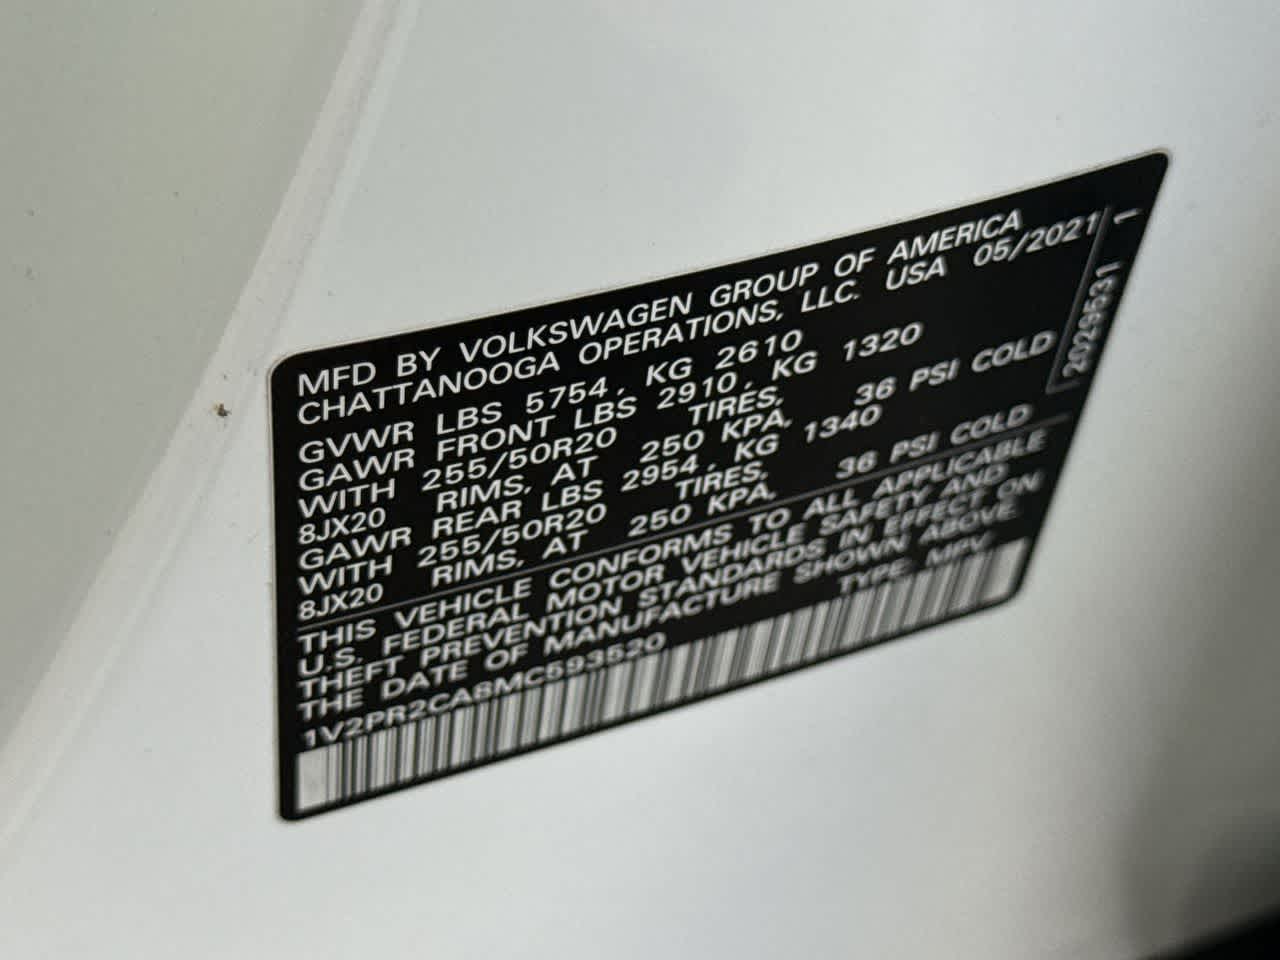 MFD BY VOLKSWAGEN GROUP OF AMERICA
CHATTANOOGA OPERATIONS, LLC. USA 05/2021
GVWR LBS 5754, KG 2610
GAWR FRONT LBS 2910, KG 1320
WITH 255/50R20 TIRES,
8JX20 RIMS, AT 250 KPA, 36 PSI COLD
GAWR REAR LBS 2954, KG 1340
WITH 255/50R20 TIRES,
8JX20 RIMS, AT 250 KPA, 36 PSI COLD
THIS VEHICLE CONFORMS TO ALL APPLICABLE
U.S. FEDERAL MOTOR VEHICLE SAFETY AND
THEFT PREVENTION STANDARDS IN EFFECT ON
THE DATE OF MANUFACTURE SHOWN ABOVE.
1V2PR2CA8MC593520 TYPE, MPV
2029531 1